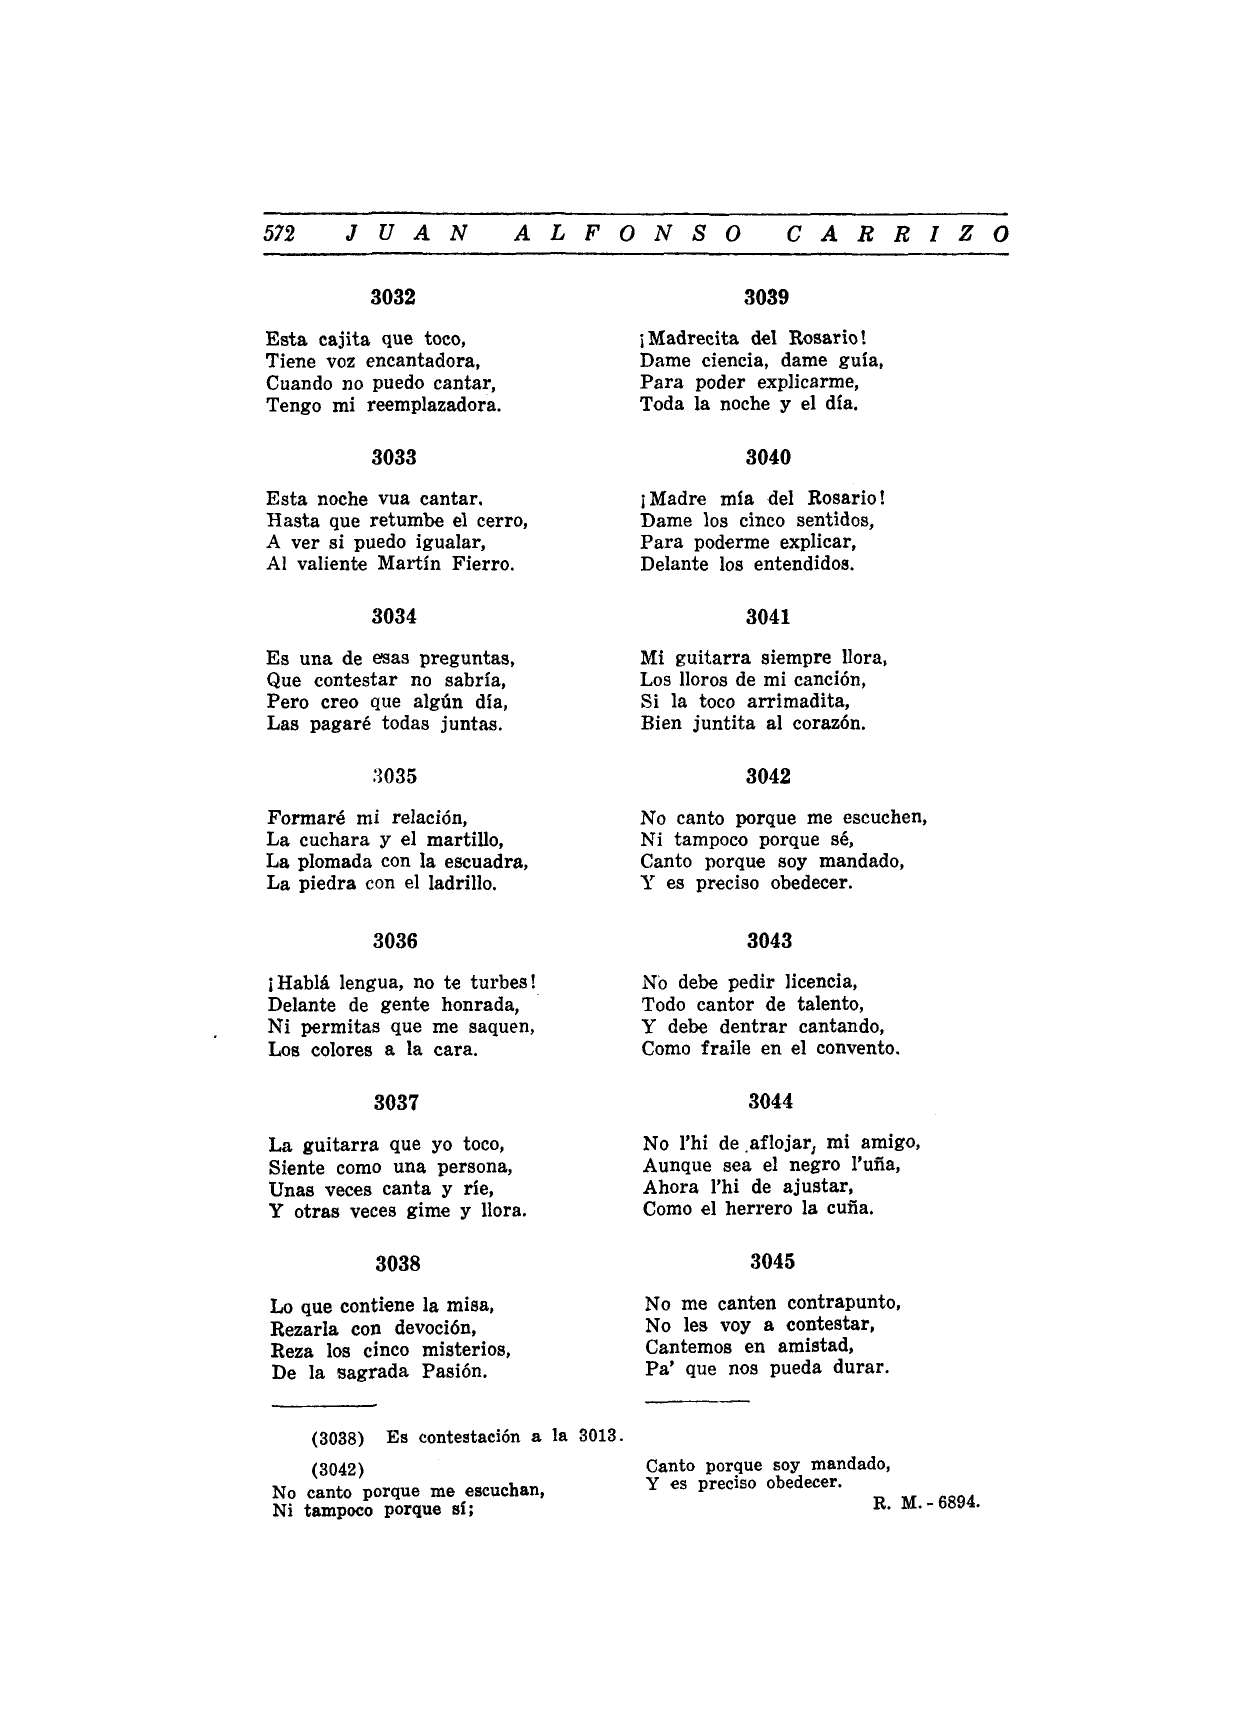 572 JUAN ALFONSO CARRIZO
3032
Esta cajita que toco,
Tiene voz encantadora,
Cuando no puedo cantar,
Tengo mi reemplazadora.
3033
Esta noche vua cantar.
Hasta que retumbe el cerro,
A ver si puedo igualar,
Al valiente Martín Fierro.
3034
Es una de esas preguntas,
Que contestar no sabría,
Pero creo que algún día,
Las pagaré todas juntas.
3035
Formaré mi relación,
La cuchara y el martillo,
La plomada con la escuadra,
La piedra con el ladrillo.
3036
¡Hablá lengua, no te turbes!
Delante de gente honrada,
Ni permitas que me saquen,
Los colores a la cara.
3037
La guitarra que yo toco,
Siente como una persona,
Unas veces canta y ríe,
Y otras veces gime y llora.
3038
Lo que contiene la misa,
Rezarla con devoción,
Reza los cinco misterios,
De la sagrada Pasión.
3039
¡Madrecita del Rosario!
Dame ciencia, dame guía,
Para poder explicarme,
Toda la noche y el día.
3040
¡Madre mía del Rosario!
Dame los cinco sentidos,
Para poderme explicar,
Delante los entendidos.
3041
Mi guitarra siempre llora,
Los lloros de mi canción,
Si la toco arrimadita,
Bien juntita al corazón.
3042
No canto porque me escuchen,
Ni tampoco porque sé,
Canto porque soy mandado,
Y es preciso obedecer.
3043
No debe pedir licencia,
Todo cantor de talento,
Y debe dentrar cantando,
Como fraile en el convento.
3044
No l'hi de aflojar, mi amigo,
Aunque sea el negro l'uña,
Ahora l'hi de ajustar,
Como el herrero la cuña.
3045
No me canten contrapunto,
No les voy a contestar,
Cantemos en amistad,
Pa' que nos pueda durar.
(3038) Es contestación a la 3013.
(3042)
No canto porque me escuchan,
Ni tampoco porque sí;
Canto porque soy mandado,
Y es preciso obedecer.
R. M. - 6894.